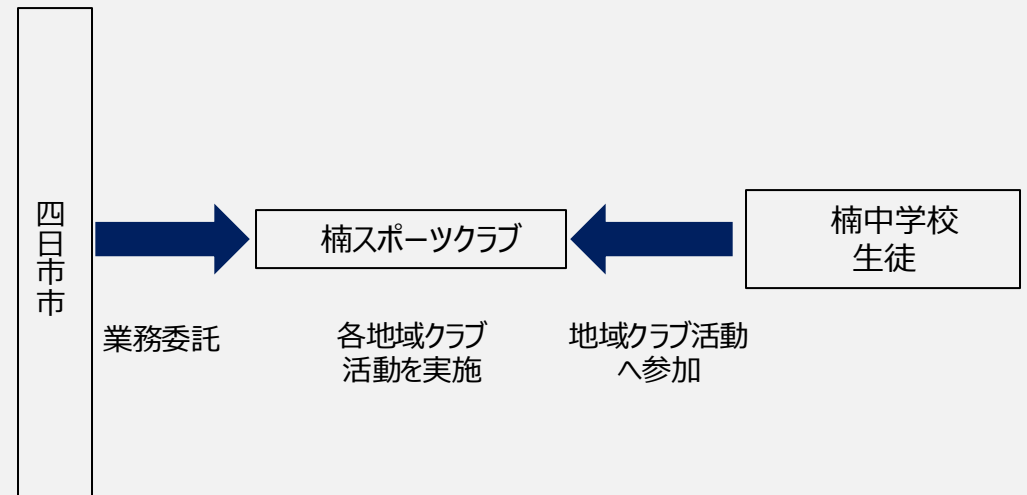 四日市市
楠スポーツクラブ
楠中学校
生徒
業務委託
各地域クラブ
活動を実施
地域クラブ活動
へ参加